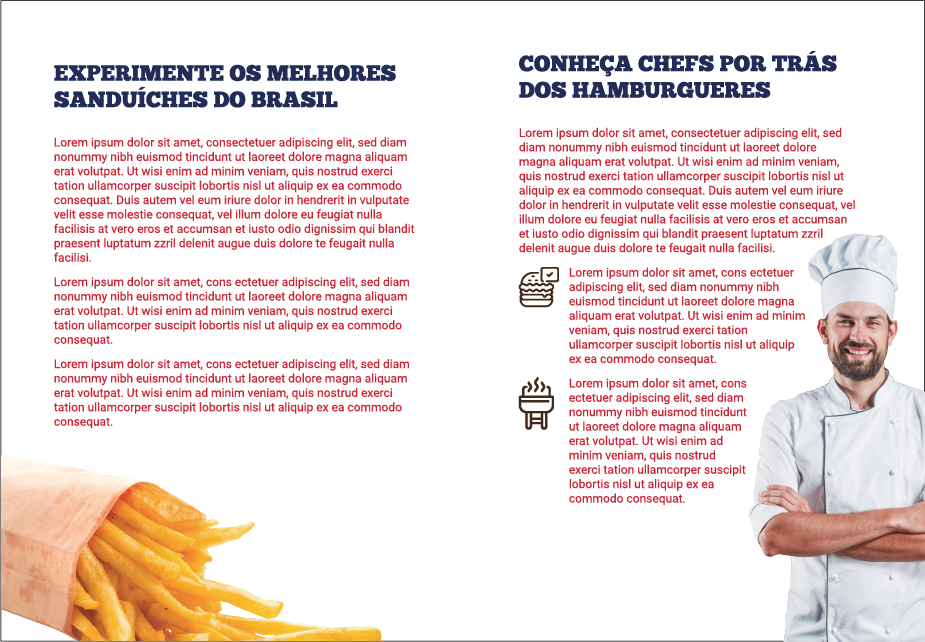 EXPERIMENTE OS MELHORES
SANDUÍCHES DO BRASIL
Lorem ipsum dolor sit amet, consectetuer adipiscing elit, sed diam
nonummy nibh euismod tincidunt ut laoreet dolore magna aliquam
erat volutpat. Ut wisi enim ad minim veniam, quis nostrud exerci
tation ullamcorper suscipit lobortis nisl ut aliquip ex ea commodo
consequat. Duis autem vel eum iriure dolor in hendrerit in vulputate
velit esse molestie consequat, vel illum dolore eu feugiat nulla
facilisis at vero eros et accumsan et iusto odio dignissim qui blandit
praesent luptatum zzril delenit augue duis dolore te feugait nulla
facilisi.
Lorem ipsum dolor sit amet, cons ectetuer adipiscing elit, sed diam
nonummy nibh euismod tincidunt ut laoreet dolore magna aliquam
erat volutpat. Ut wisi enim ad minim veniam, quis nostrud exerci
tation ullamcorper suscipit lobortis nisl ut aliquip ex ea commodo
consequat.
Lorem ipsum dolor sit amet, cons ectetuer adipiscing elit, sed diam
nonummy nibh euismod tincidunt ut laoreet dolore magna aliquam
erat volutpat. Ut wisi enim ad minim veniam, quis nostrud exerci
tation ullamcorper suscipit lobortis nisl ut aliquip ex ea commodo
consequat.
CONHEÇA CHEFS POR TRÁS
DOS HAMBURGUERES
Lorem ipsum dolor sit amet, consectetuer adipiscing elit, sed
diam nonummy nibh euismod tincidunt ut laoreet dolore
magna aliquam erat volutpat. Ut wisi enim ad minim veniam,
quis nostrud exerci tation ullamcorper suscipit lobortis nisl ut
aliquip ex ea commodo consequat. Duis autem vel eum iriure
dolor in hendrerit in vulputate velit esse molestie consequat, vel
illum dolore eu feugiat nulla facilisis at vero eros et accumsan
et iusto odio dignissim qui blandit praesent luptatum zzril
delenit augue duis dolore te feugait nulla facilisi.
Lorem ipsum dolor sit amet, cons ectetuer
adipiscing elit, sed diam nonummy nibh
euismod tincidunt ut laoreet dolore magna
aliquam erat volutpat. Ut wisi enim ad minim
veniam, quis nostrud exerci tation
ullamcorper suscipit lobortis nisl ut aliquip
ex ea commodo consequat.
Lorem ipsum dolor sit amet, cons
ectetuer adipiscing elit, sed diam
nonummy nibh euismod tincidunt
ut laoreet dolore magna aliquam
erat volutpat. Ut wisi enim ad
minim veniam, quis nostrud
exerci tation ullamcorper suscipit
lobortis nisl ut aliquip ex ea
commodo consequat.